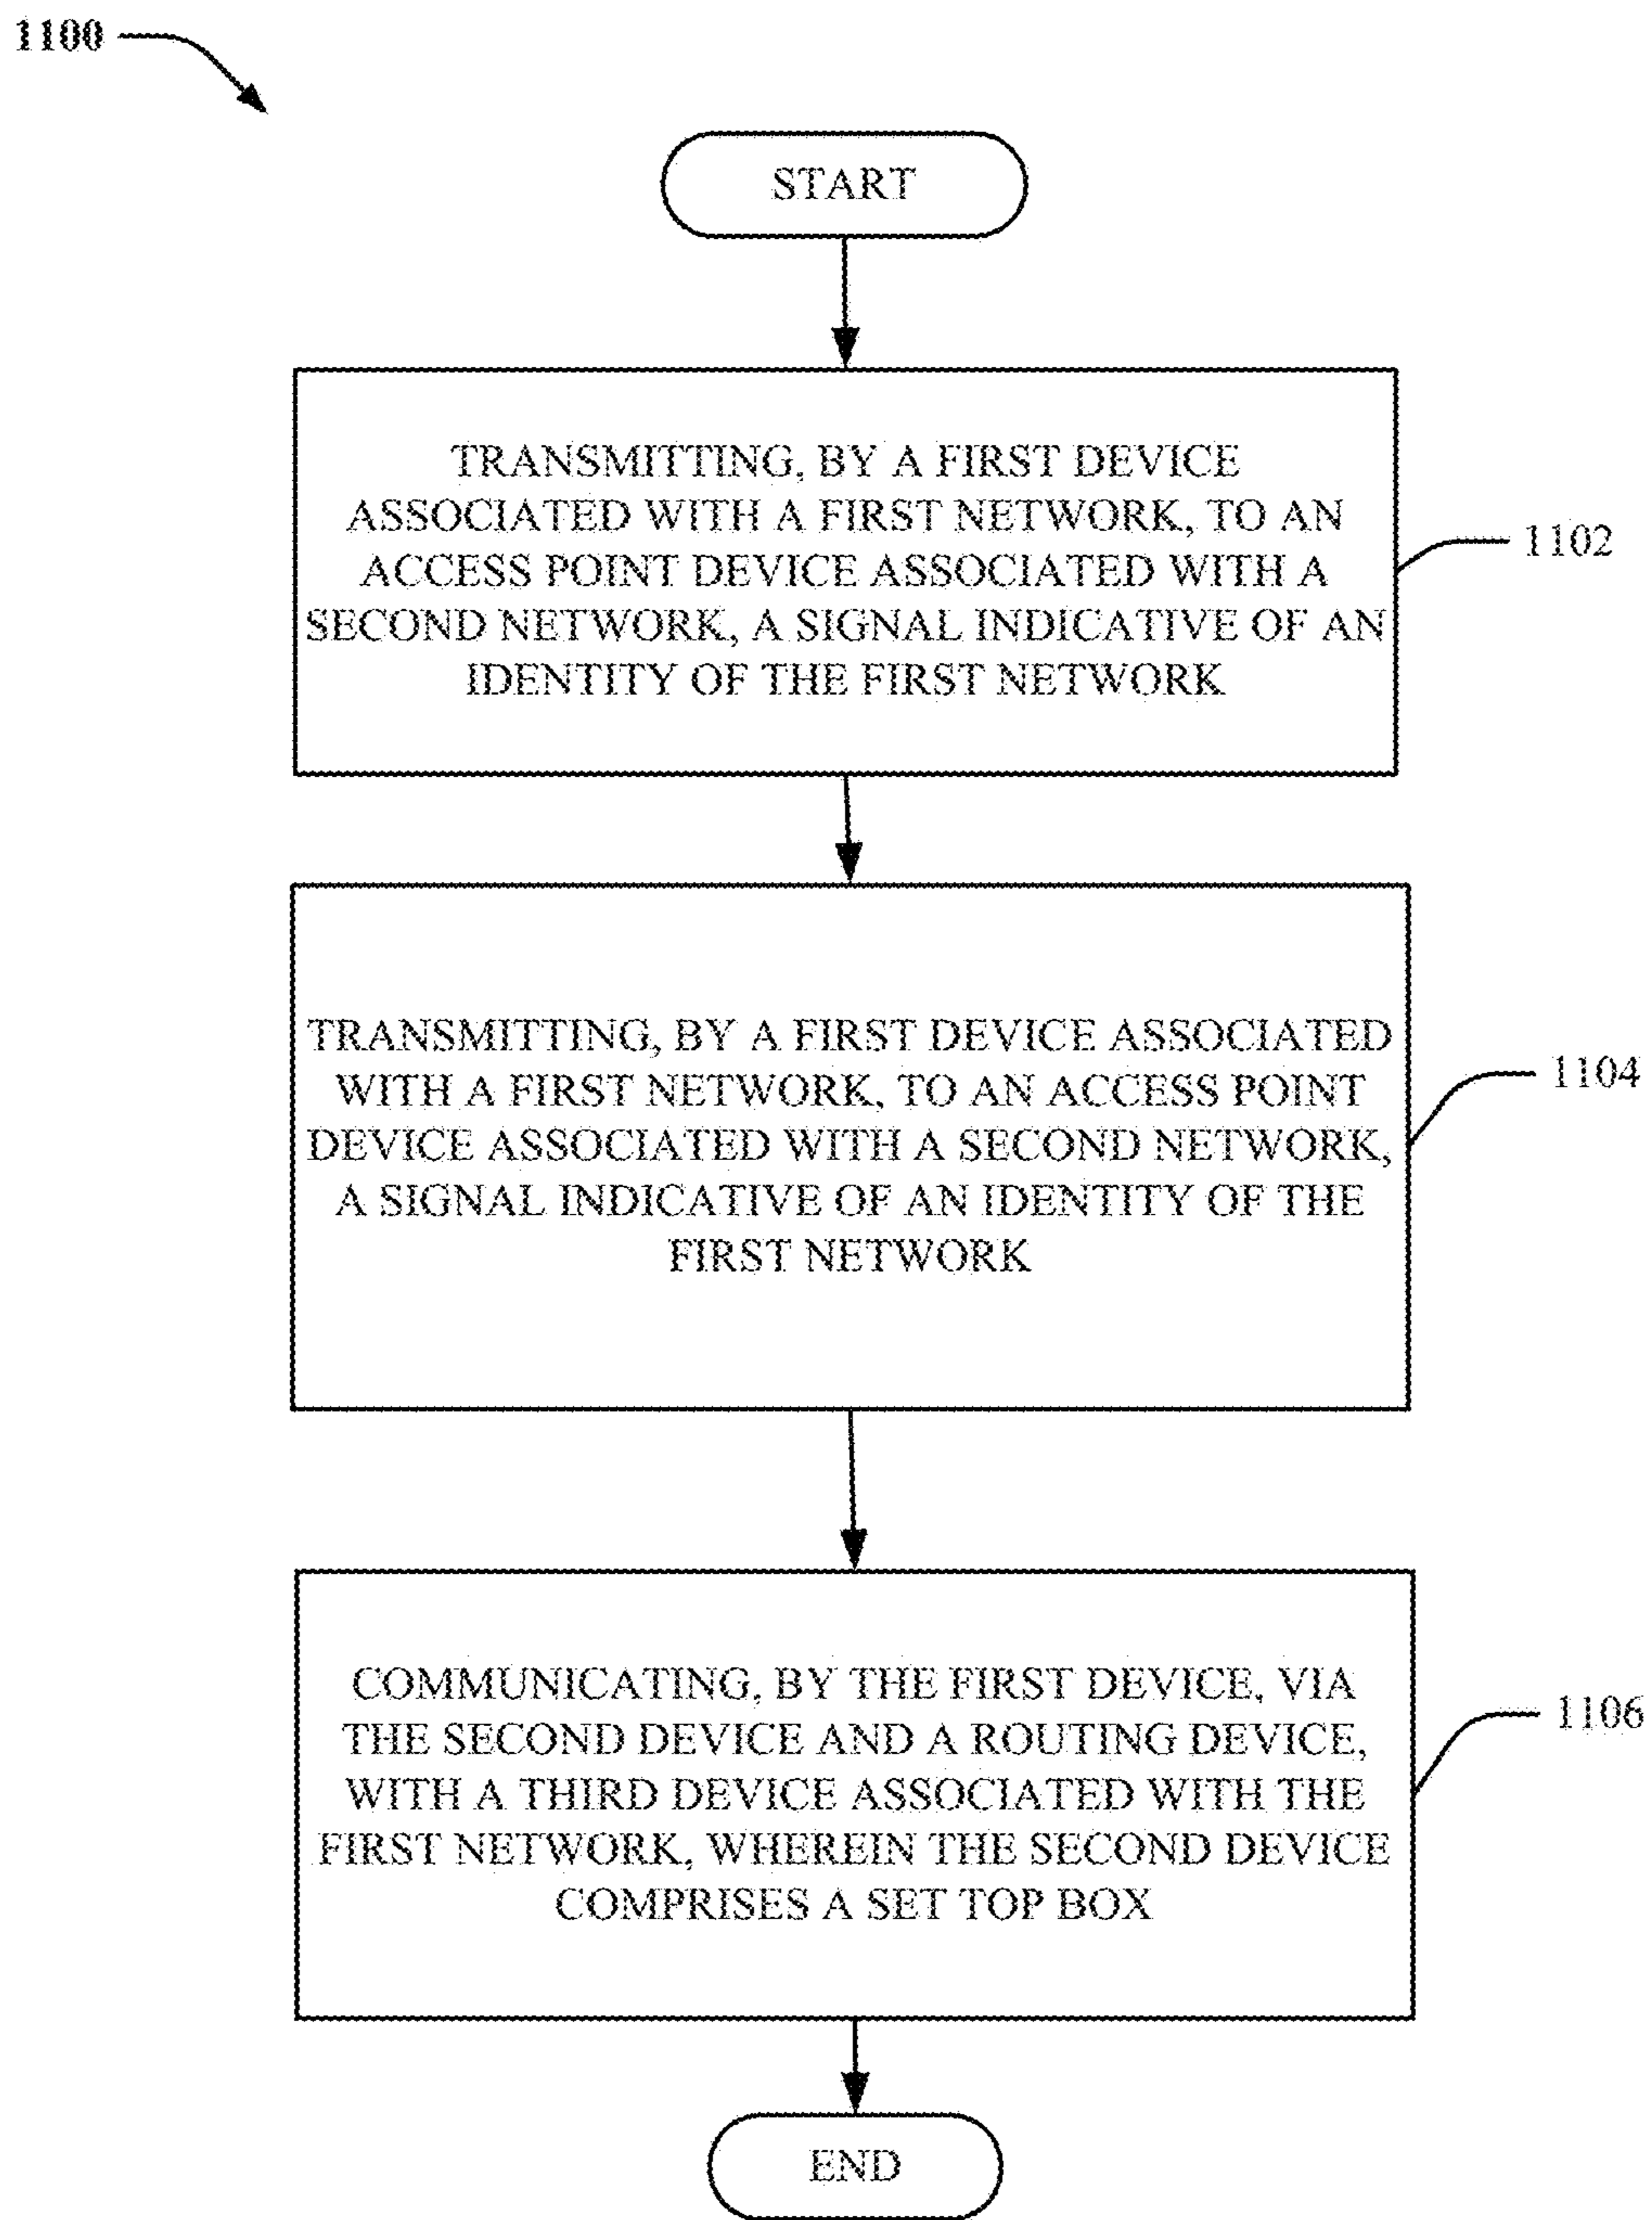 1100
START
TRANSMITTING, BY A FIRST DEVICE
ASSOCIATED WITH A FIRST NETWORK, TO AN
ACCESS POINT DEVICE ASSOCIATED WITH A
SECOND NETWORK, A SIGNAL INDICATIVE OF AN
IDENTITY OF THE FIRST NETWORK
1102
TRANSMITTING, BY A FIRST DEVICE ASSOCIATED
WITH A FIRST NETWORK, TO AN ACCESS POINT
DEVICE ASSOCIATED WITH A SECOND NETWORK,
A SIGNAL INDICATIVE OF AN IDENTITY OF THE
FIRST NETWORK
1104
COMMUNICATING, BY THE FIRST DEVICE, VIA
THE SECOND DEVICE AND A ROUTING DEVICE,
WITH A THIRD DEVICE ASSOCIATED WITH THE
FIRST NETWORK, WHEREIN THE SECOND DEVICE
COMPRISES A SET TOP BOX
1106
END